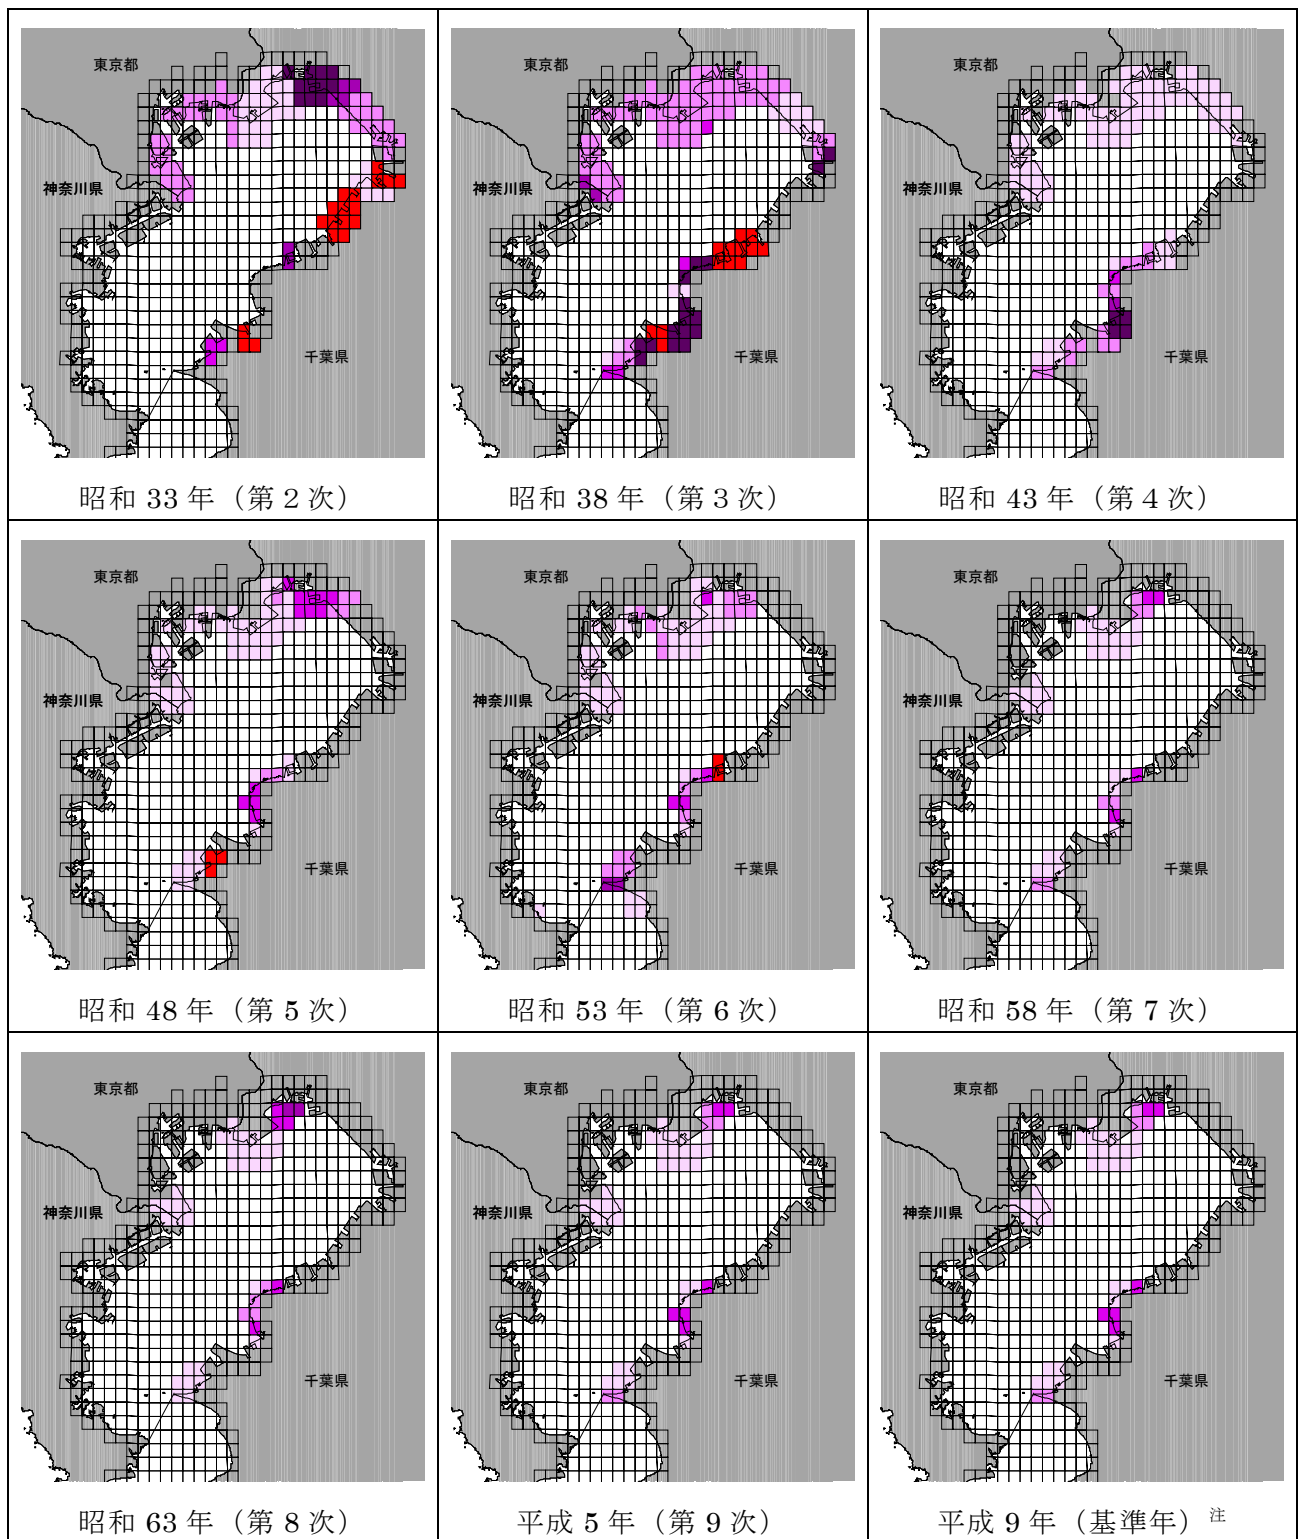 東京都
神奈川県
千葉県
昭和 33 年（第２次）
東京都
神奈川県
千葉県
昭和 38 年（第３次）
東京都
神奈川県
千葉県
昭和 43 年（第４次）
東京都
神奈川県
千葉県
昭和 48 年（第 5 次）
東京都
神奈川県
千葉県
昭和 53 年（第 6 次）
東京都
神奈川県
千葉県
昭和 58 年（第 7 次）
東京都
神奈川県
千葉県
昭和 63 年（第 8 次）
東京都
神奈川県
千葉県
平成 5 年（第 9 次）
東京都
神奈川県
千葉県
平成 9 年（基準年）注